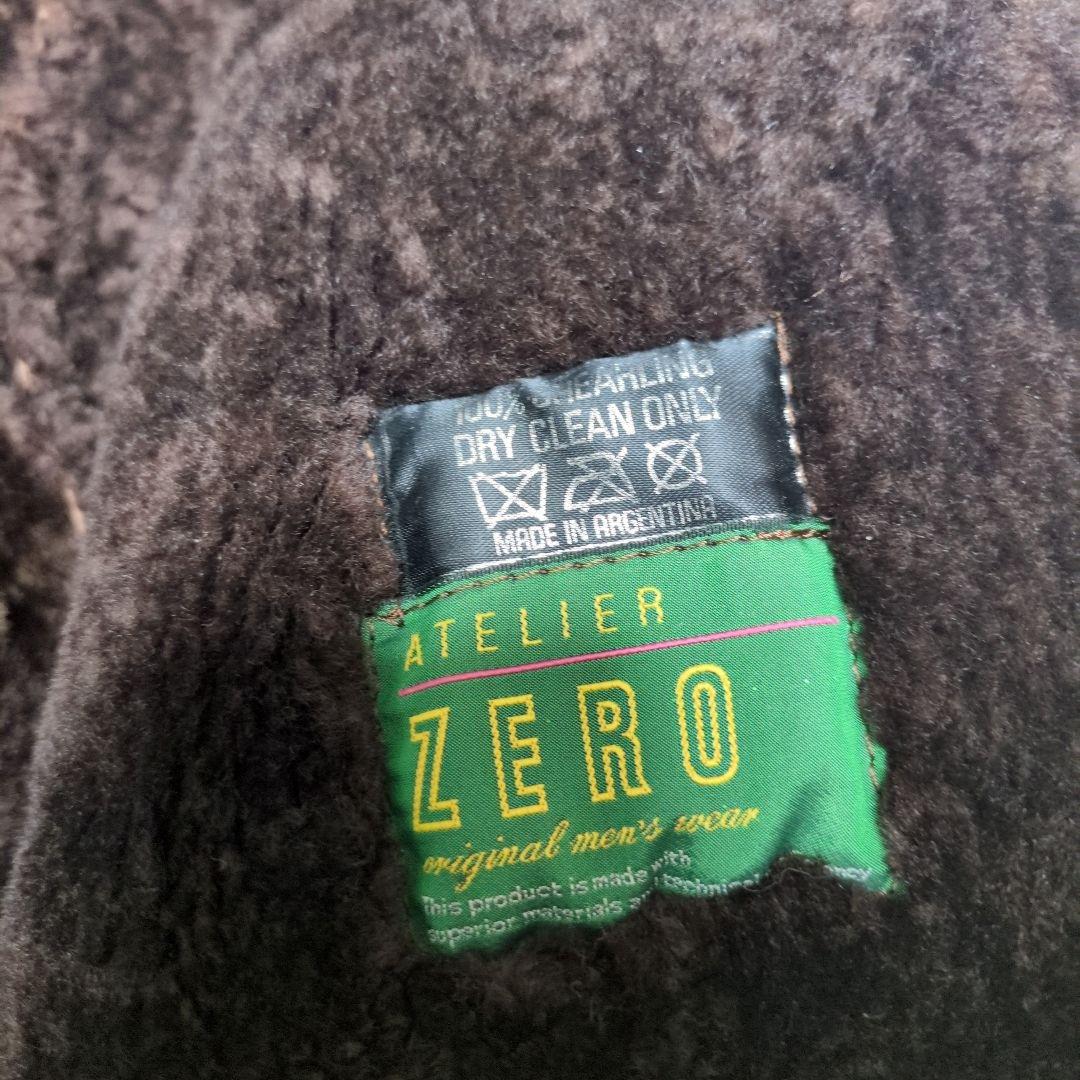 100% SHEARLING
DRY CLEAN ONLY
MADE IN ARGENTINA
ATELIER
ZERO
original men's wear
This product is made with
superior materials